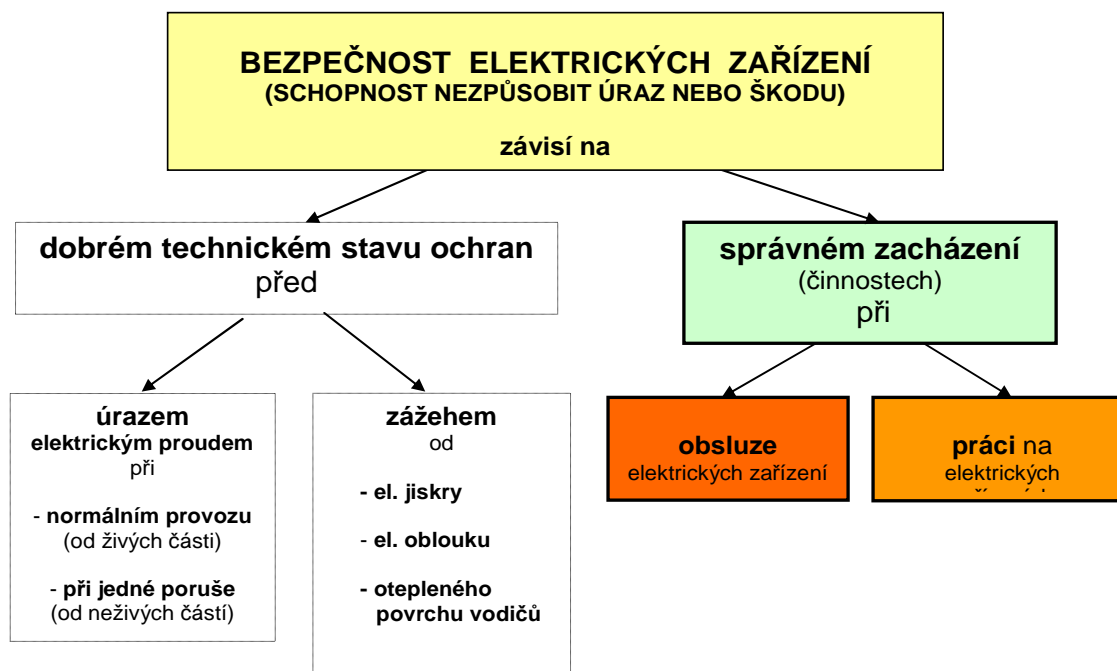 BEZPEČNOST ELEKTRICKÝCH ZAŘÍZENÍ
(SCHOPNOST NEZPŮSOBIT ÚRAZ NEBO ŠKODU)
závisí na
dobrém technickém stavu ochran
před
správném zacházení
(činnostech)
při
úrazem
elektrickým proudem
při
- normálním provozu
(od živých části)
- při jedné poruše
(od neživých částí)
zážehem
od
- el. jiskry
- el. oblouku
- otepleného
povrchu vodičů
obsluze
elektrických zařízení
práci na
elektrických